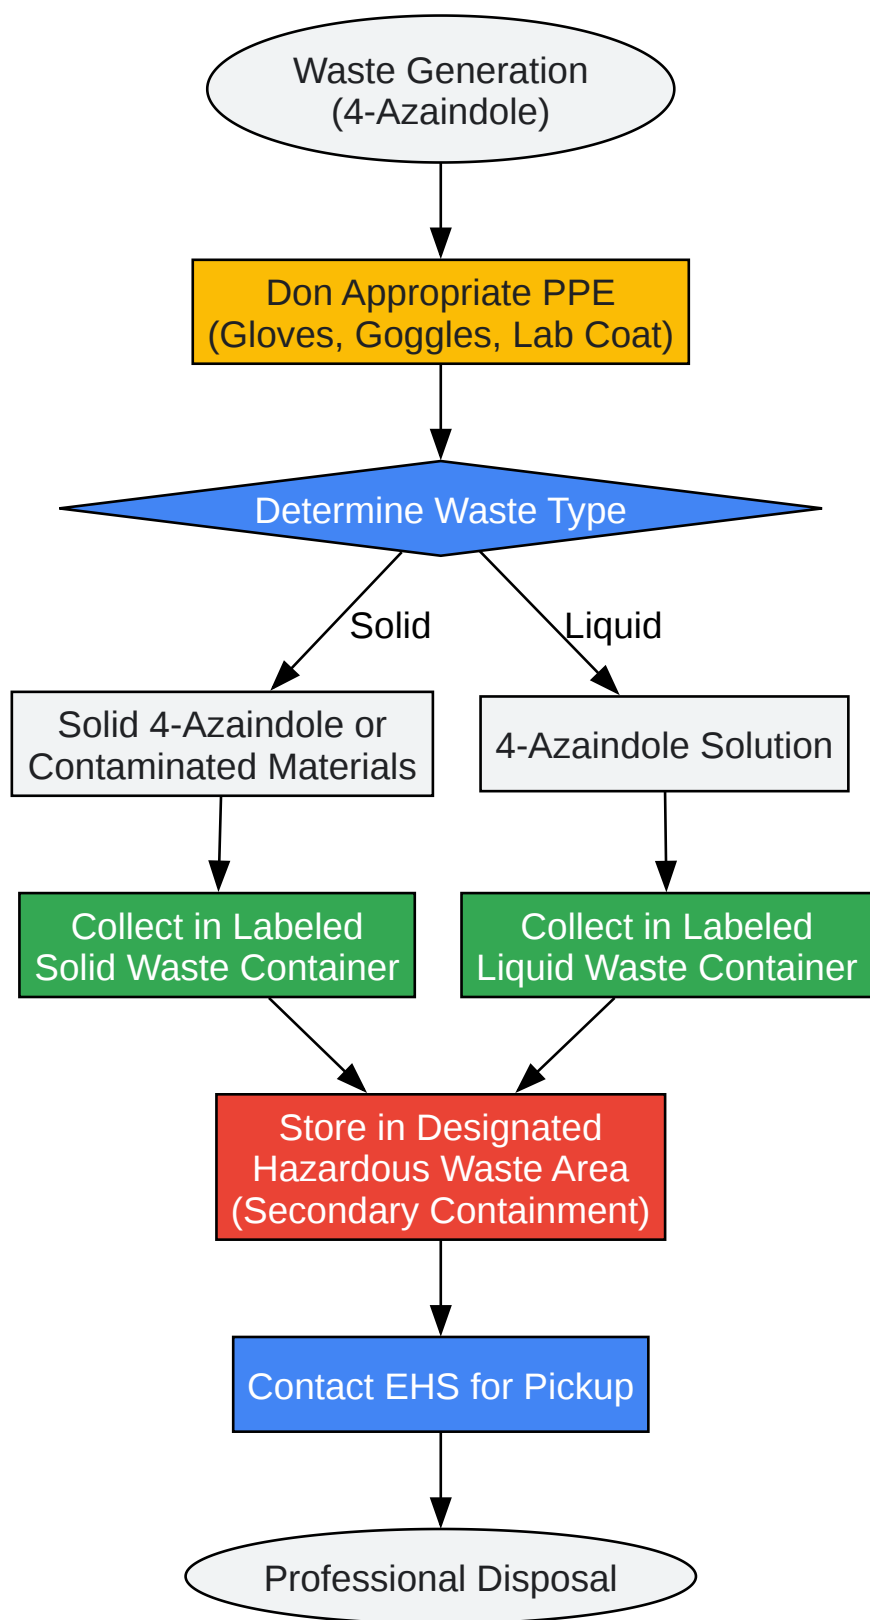 Waste Generation
(4-Azaindole)
Don Appropriate PPE
(Gloves, Goggles, Lab Coat)
Determine Waste Type
Solid
Liquid
Solid 4-Azaindole or
Contaminated Materials
4-Azaindole Solution
Collect in Labeled
Solid Waste Container
Collect in Labeled
Liquid Waste Container
Store in Designated
Hazardous Waste Area
(Secondary Containment)
Contact EHS for Pickup
Professional Disposal